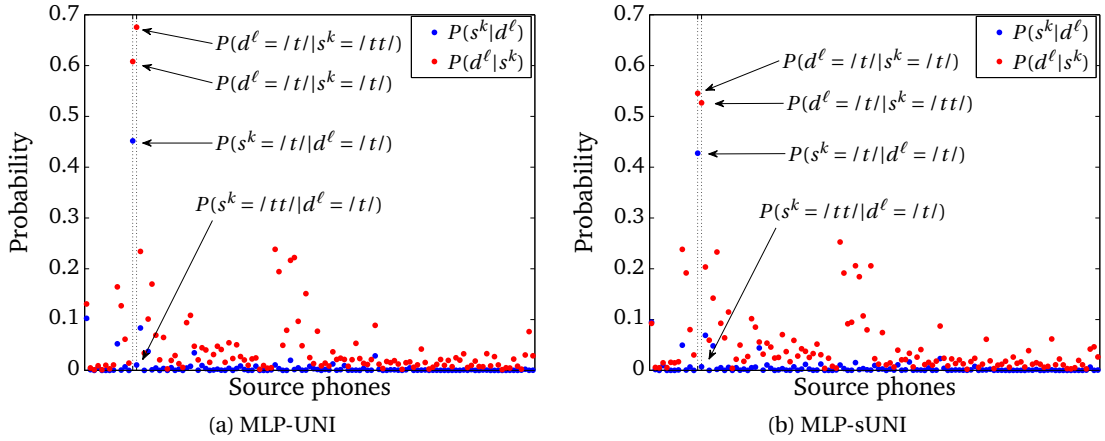 0.7
0.6
0.5
0.4
0.3
0.2
0.1
0
Probability
Source phones
P(s^k|d^ℓ)
P(d^ℓ|s^k)
P(d^ℓ = /t/|s^k = /tt/)
P(d^ℓ = /t/|s^k = /t/)
P(s^k = /t/|d^ℓ = /t/)
P(s^k = /tt/|d^ℓ = /t/)
(a) MLP-UNI
0.7
0.6
0.5
0.4
0.3
0.2
0.1
0
Probability
Source phones
P(s^k|d^ℓ)
P(d^ℓ|s^k)
P(d^ℓ = /t/|s^k = /t/)
P(d^ℓ = /t/|s^k = /tt/)
P(s^k = /t/|d^ℓ = /t/)
P(s^k = /tt/|d^ℓ = /t/)
(b) MLP-sUNI